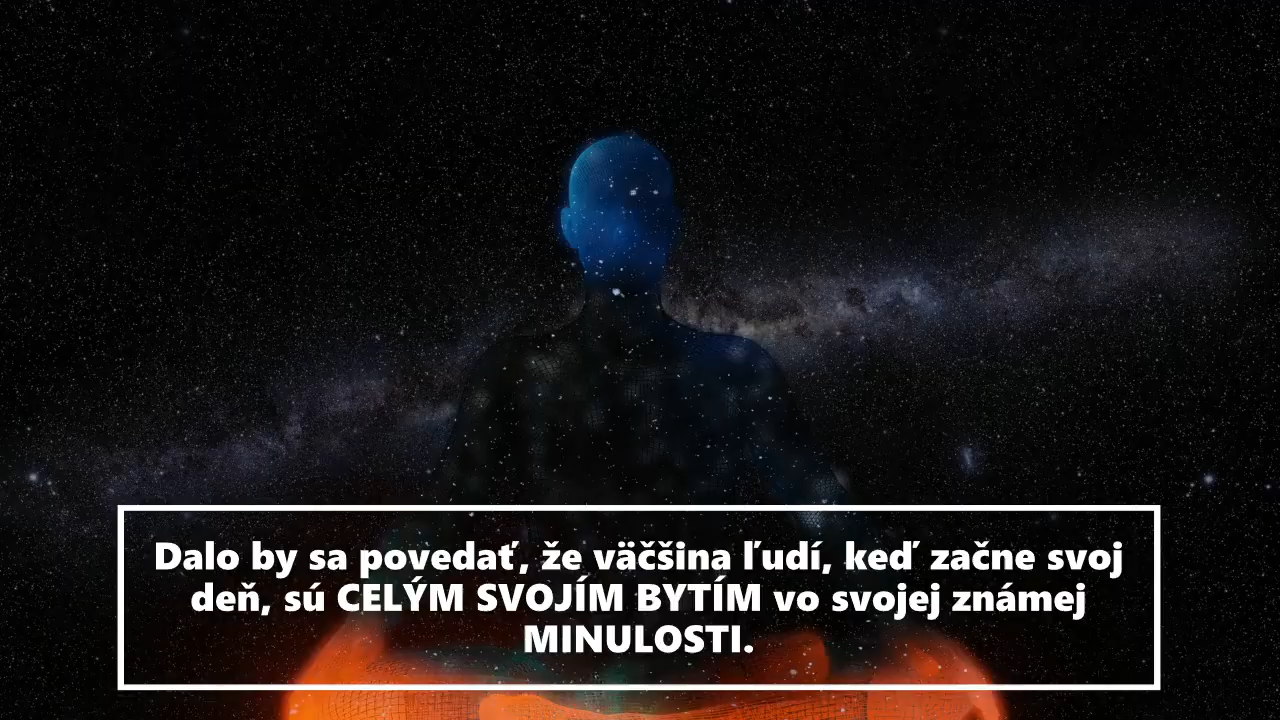 Dalo by sa povedať, že väčšina ľudí, keď začne svoj
deň, sú CELÝM SVOJÍM BYTÍM vo svojej známej
MINULOSTI.